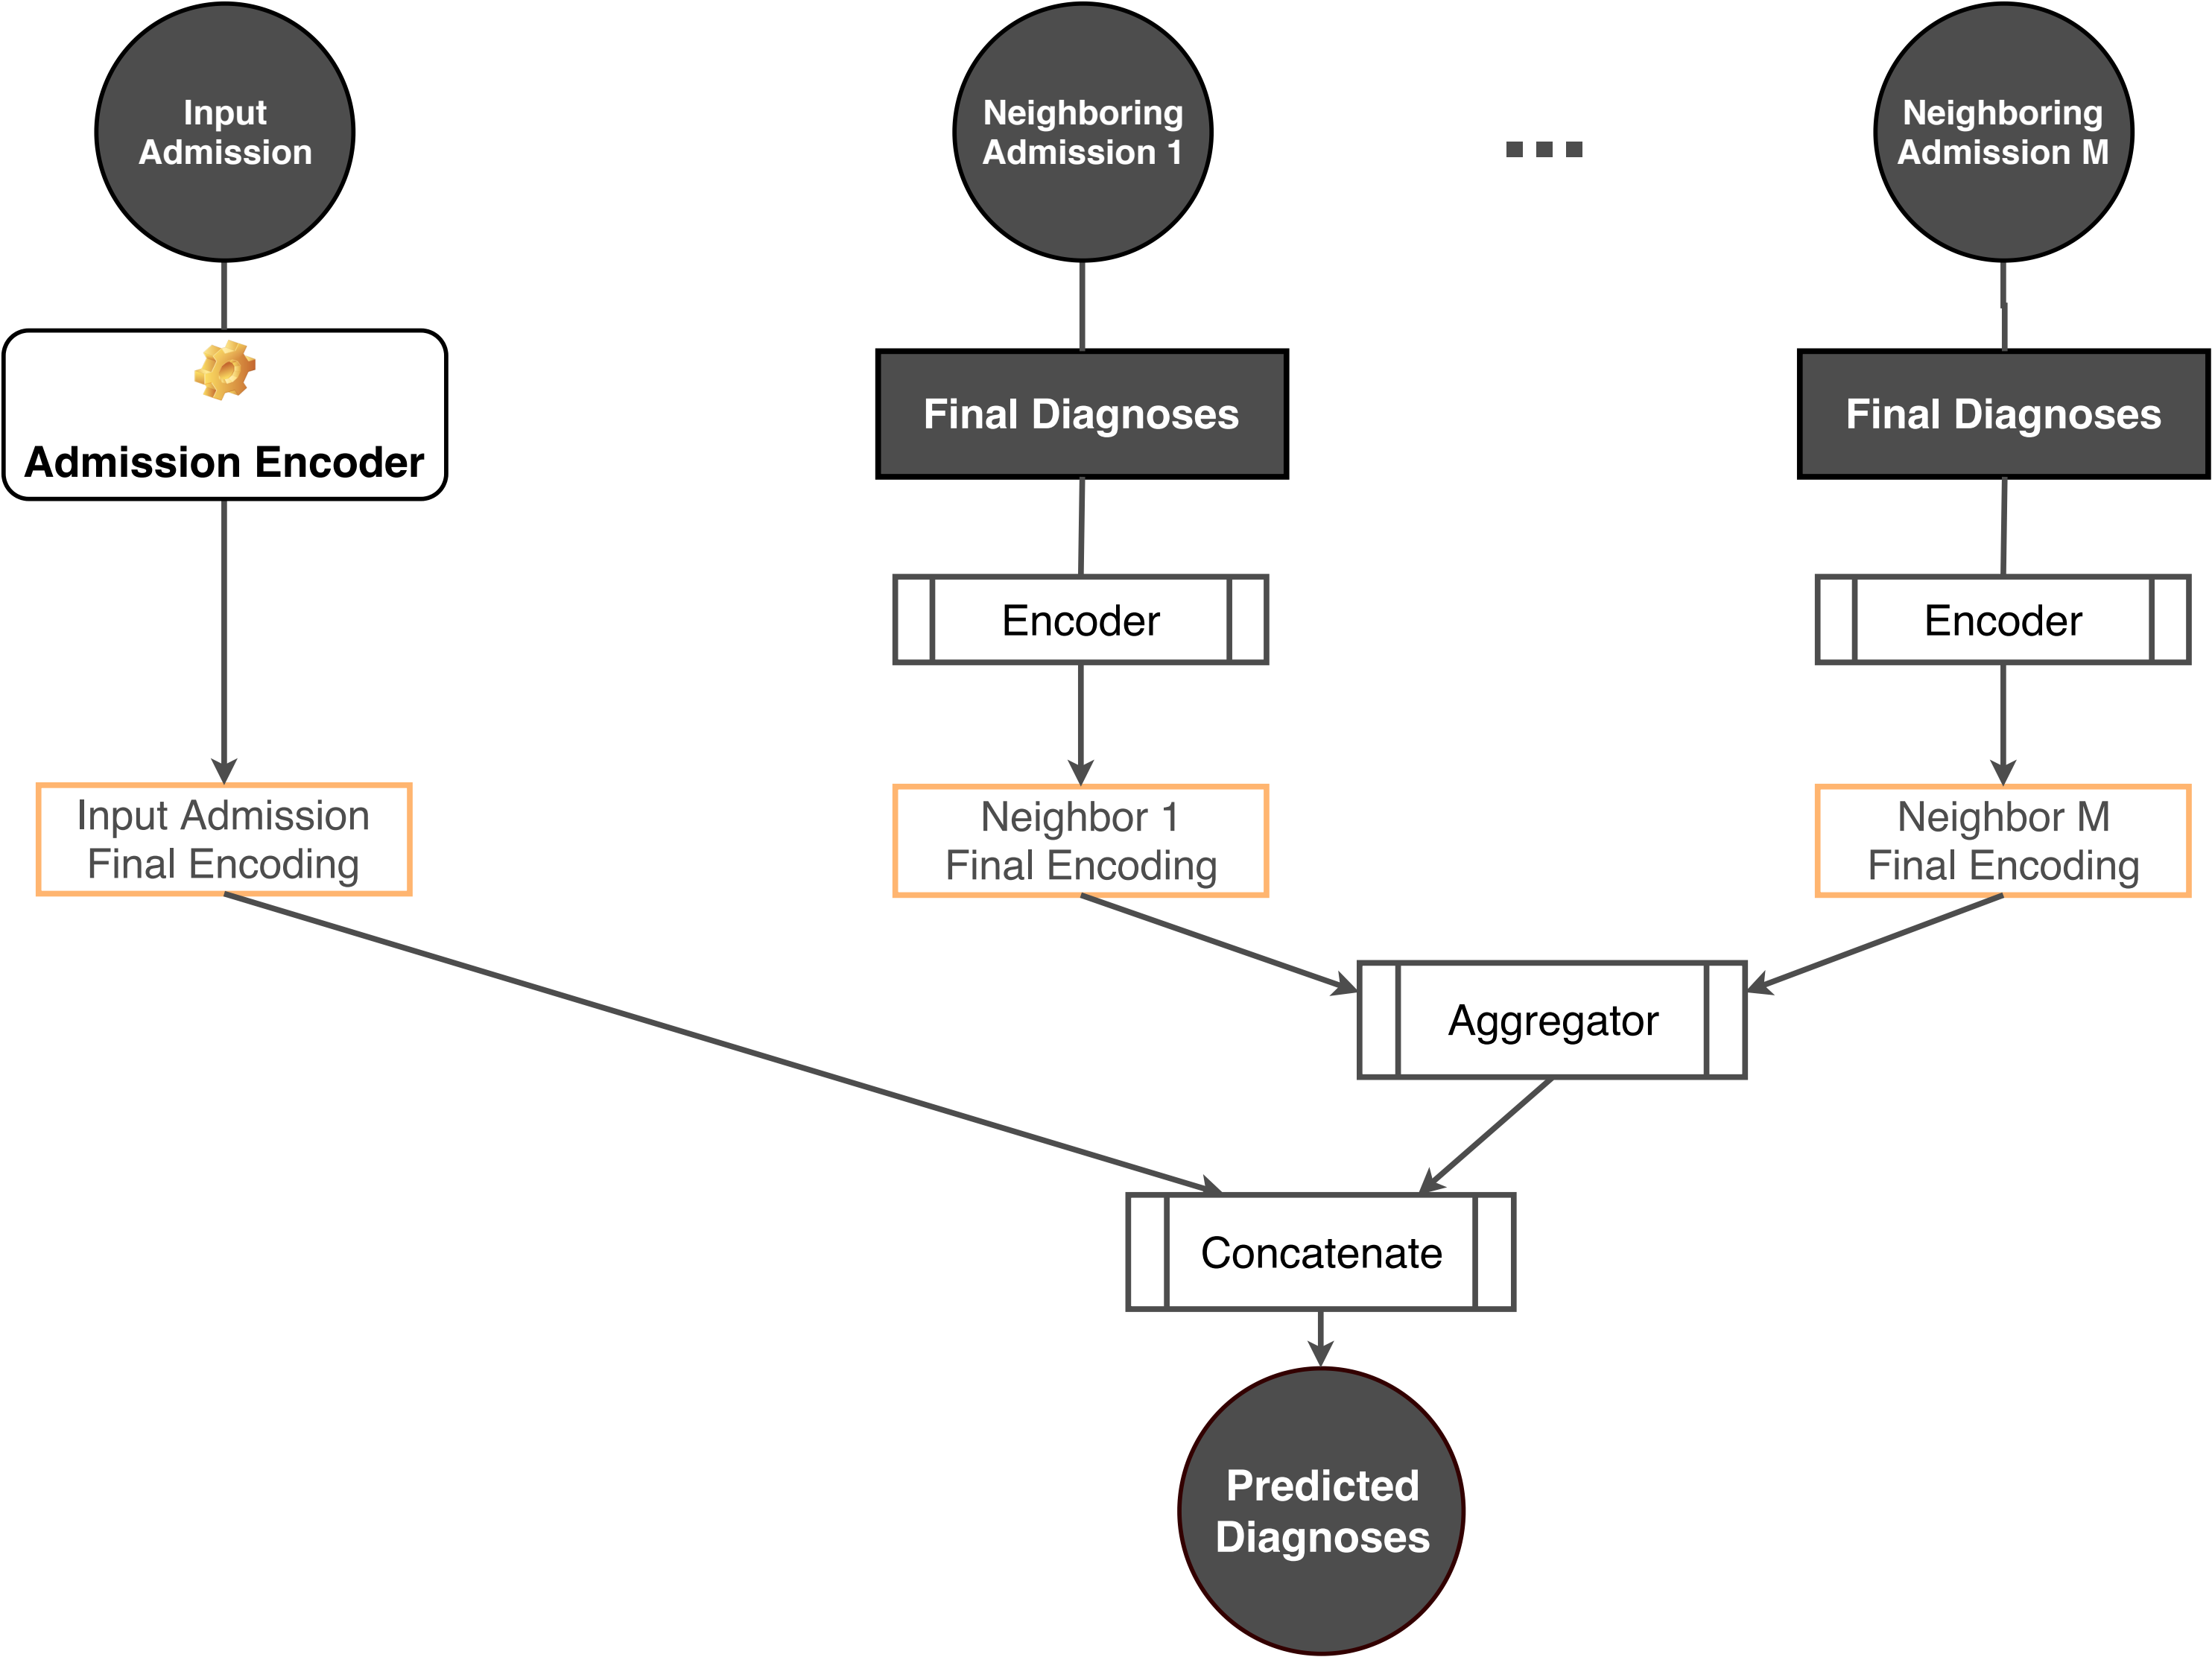 Input
Admission
Neighboring
Admission 1
Neighboring
Admission M
Admission Encoder
Final Diagnoses
Final Diagnoses
Encoder
Encoder
Input Admission
Final Encoding
Neighbor 1
Final Encoding
Neighbor M
Final Encoding
Aggregator
Concatenate
Predicted
Diagnoses